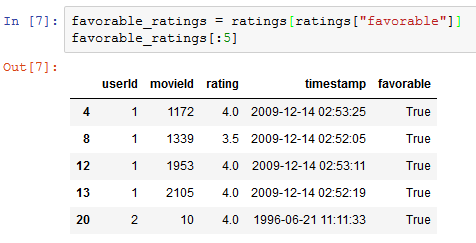 In [7]: favorable_ratings = ratings[ratings["favorable"]]
favorable_ratings[:5]
Out[7]:
userId movieId rating timestamp favorable
4 1 1172 4.0 2009-12-14 02:53:25 True
8 1 1339 3.5 2009-12-14 02:52:05 True
12 1 1953 4.0 2009-12-14 02:53:11 True
13 1 2105 4.0 2009-12-14 02:52:19 True
20 2 10 4.0 1996-06-21 11:11:33 True